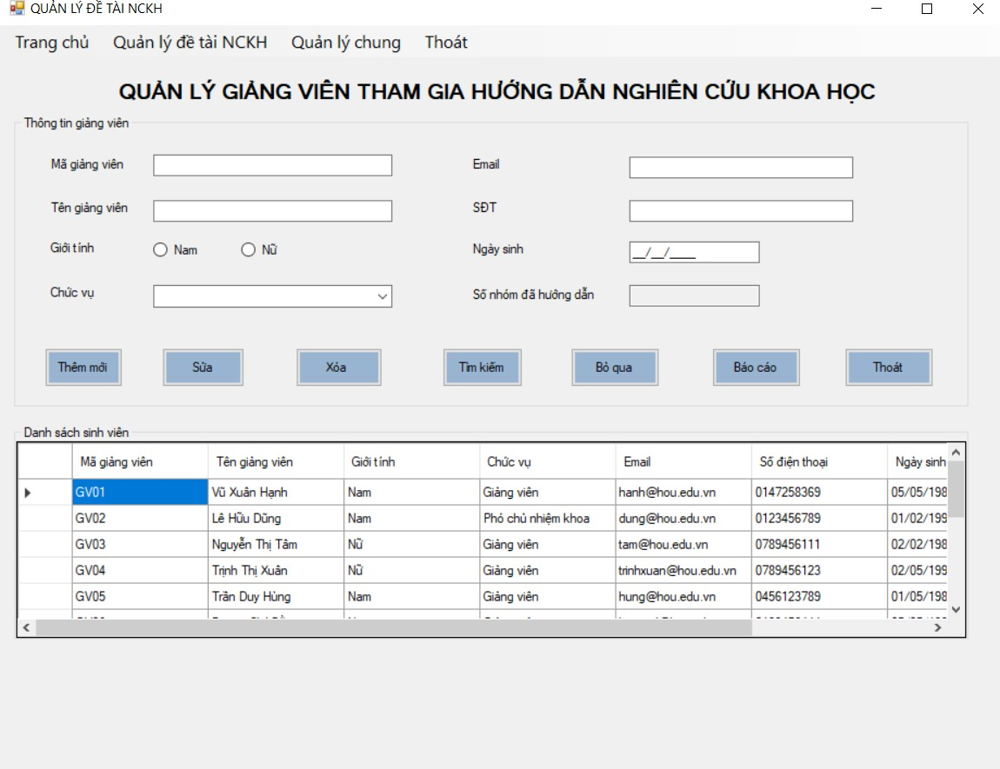 QUẢN LÝ ĐỀ TÀI NCKH
Trang chủ Quản lý đề tài NCKH Quản lý chung Thoát
QUẢN LÝ GIẢNG VIÊN THAM GIA HƯỚNG DẪN NGHIÊN CỨU KHOA HỌC
Thông tin giảng viên
Mã giảng viên Email
Tên giảng viên SĐT
Giới tính Nam Nữ Ngày sinh __/__/____
Chức vụ Số nhóm đã hướng dẫn
Thêm mới Sửa Xóa Tìm kiếm Bỏ qua Báo cáo Thoát
Danh sách sinh viên
Mã giảng viên Tên giảng viên Giới tính Chức vụ Email Số điện thoại Ngày sinh
GV01 Vũ Xuân Hạnh Nam Giảng viên hanh@hou.edu.vn 0147258369 05/05/198
GV02 Lê Hữu Dũng Nam Phó chủ nhiệm khoa dung@hou.edu.vn 0123456789 01/02/199
GV03 Nguyễn Thị Tâm Nữ Giảng viên tam@hou.edu.vn 0789456111 02/02/198
GV04 Trịnh Thị Xuân Nữ Giảng viên trinhxuan@hou.edu.vn 0789456123 02/05/199
GV05 Trần Duy Hùng Nam Giảng viên hung@hou.edu.vn 0456123789 01/05/198